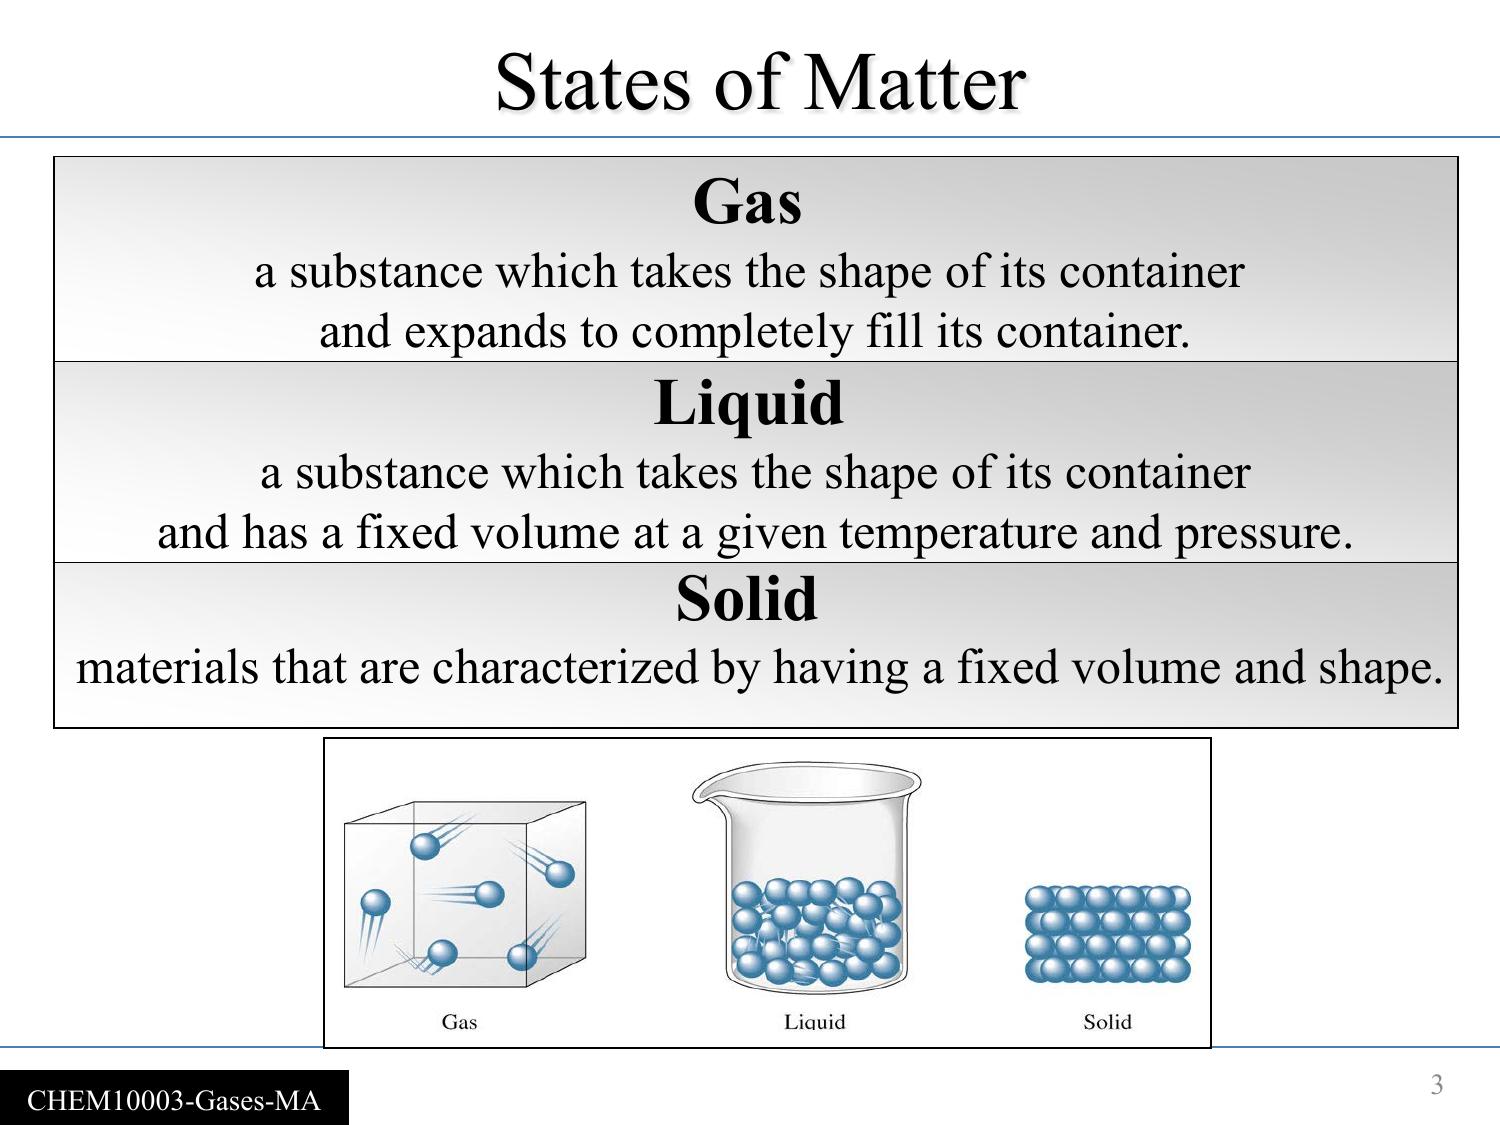 States of Matter
Gas
a substance which takes the shape of its container
and expands to completely fill its container.
Liquid
a substance which takes the shape of its container
and has a fixed volume at a given temperature and pressure.
Solid
materials that are characterized by having a fixed volume and shape.
Gas Liquid Solid
CHEM10003-Gases-MA
3